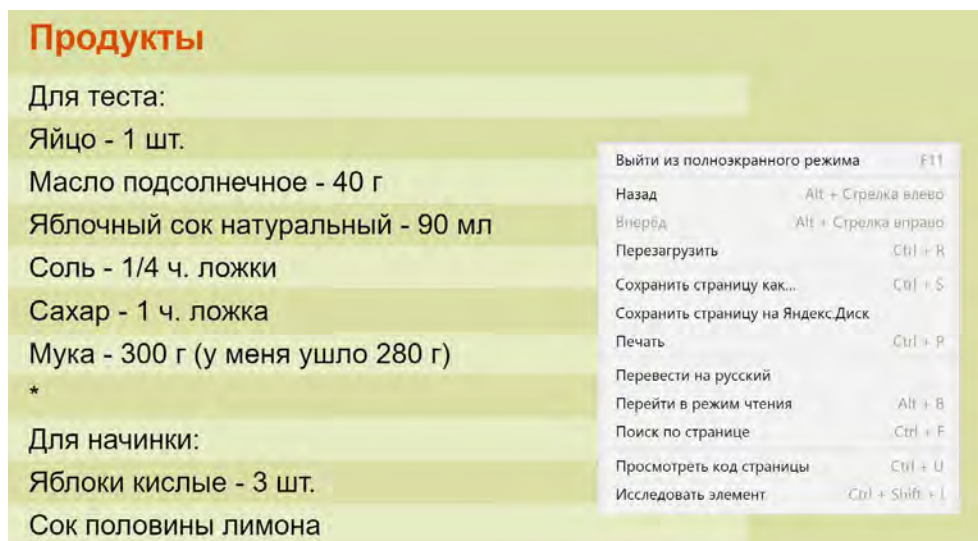 Продукты
Для теста:
Яйцо - 1 шт.
Масло подсолнечное - 40 г
Яблочный сок натуральный - 90 мл
Соль - 1/4 ч. ложки
Сахар - 1 ч. ложка
Мука - 300 г (у меня ушло 280 г)
*
Для начинки:
Яблоки кислые - 3 шт.
Сок половины лимона
Выйти из полноэкранного режима F11
Назад Alt + Стрелка влево
Вперёд Alt + Стрелка вправо
Перезагрузить Ctrl + R
Сохранить страницу как... Ctrl + S
Сохранить страницу на Яндекс.Диск
Печать Ctrl + P
Перевести на русский
Перейти в режим чтения Alt + B
Поиск по странице Ctrl + F
Просмотреть код страницы Ctrl + U
Исследовать элемент Ctrl + Shift + I